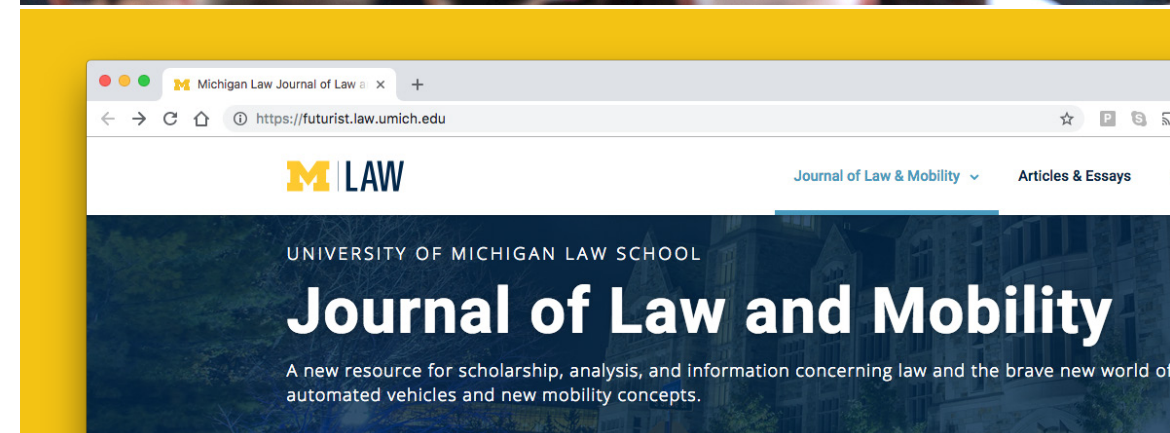 Michigan Law Journal of Law a
https://futurist.law.umich.edu
P S
M LAW
Journal of Law & Mobility
Articles & Essays
UNIVERSITY OF MICHIGAN LAW SCHOOL
Journal of Law and Mobility
A new resource for scholarship, analysis, and information concerning law and the brave new world of
automated vehicles and new mobility concepts.